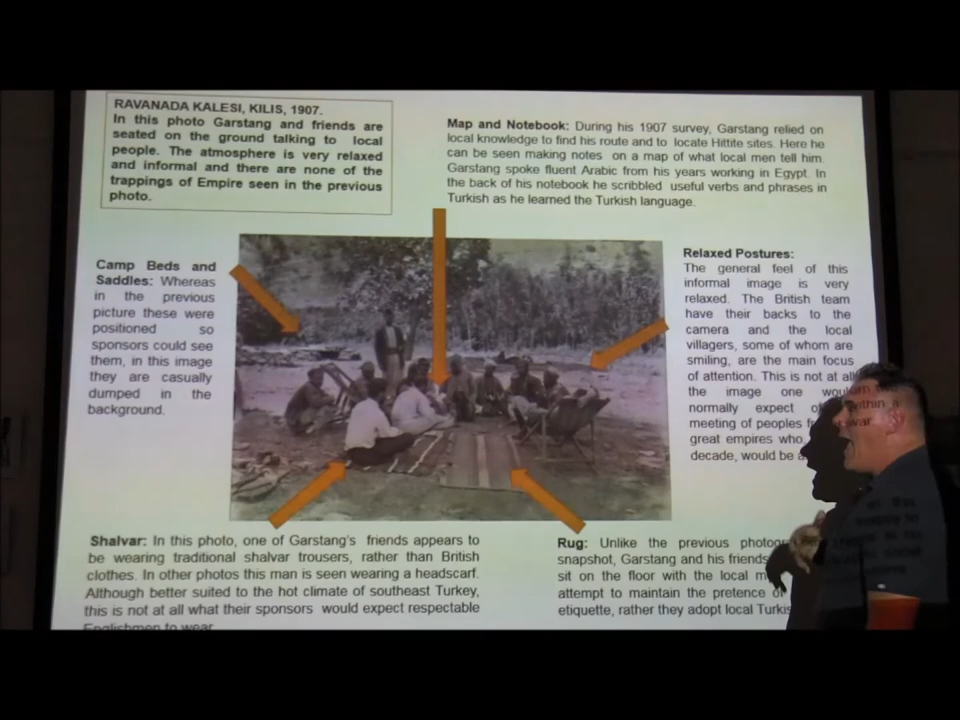 RAVANADA KALESI, KILIS, 1907.
In this photo Garstang and friends are
seated on the ground talking to local
people. The atmosphere is very relaxed
and informal and there are none of the
trappings of Empire seen in the previous
photo.
Map and Notebook: During his 1907 survey, Garstang relied on
local knowledge to find his route and to locate Hittite sites. Here he
can be seen making notes on a map of what local men tell him.
Garstang spoke fluent Arabic from his years working in Egypt. In
the back of his notebook he scribbled useful verbs and phrases in
Turkish as he learned the Turkish language.
Camp Beds and
Saddles: Whereas
in the previous
picture these were
positioned so
sponsors could see
them, in this image
they are casually
dumped in the
background.
Relaxed Postures:
The general feel of this
informal image is very
relaxed. The British team
have their backs to the
camera and the local
villagers, some of whom are
smiling, are the main focus
of attention. This is not at all
the image one would
normally expect of
meeting of peoples
great empires who
decade, would be
within a
war
Shalvar: In this photo, one of Garstang's friends appears to
be wearing traditional shalvar trousers, rather than British
clothes. In other photos this man is seen wearing a headscarf.
Although better suited to the hot climate of southeast Turkey,
this is not at all what their sponsors would expect respectable
Englishmen to wear
Rug: Unlike the previous
snapshot, Garstang and his friends
sit on the floor with the local
attempt to maintain the pretence of
etiquette, rather they adopt local